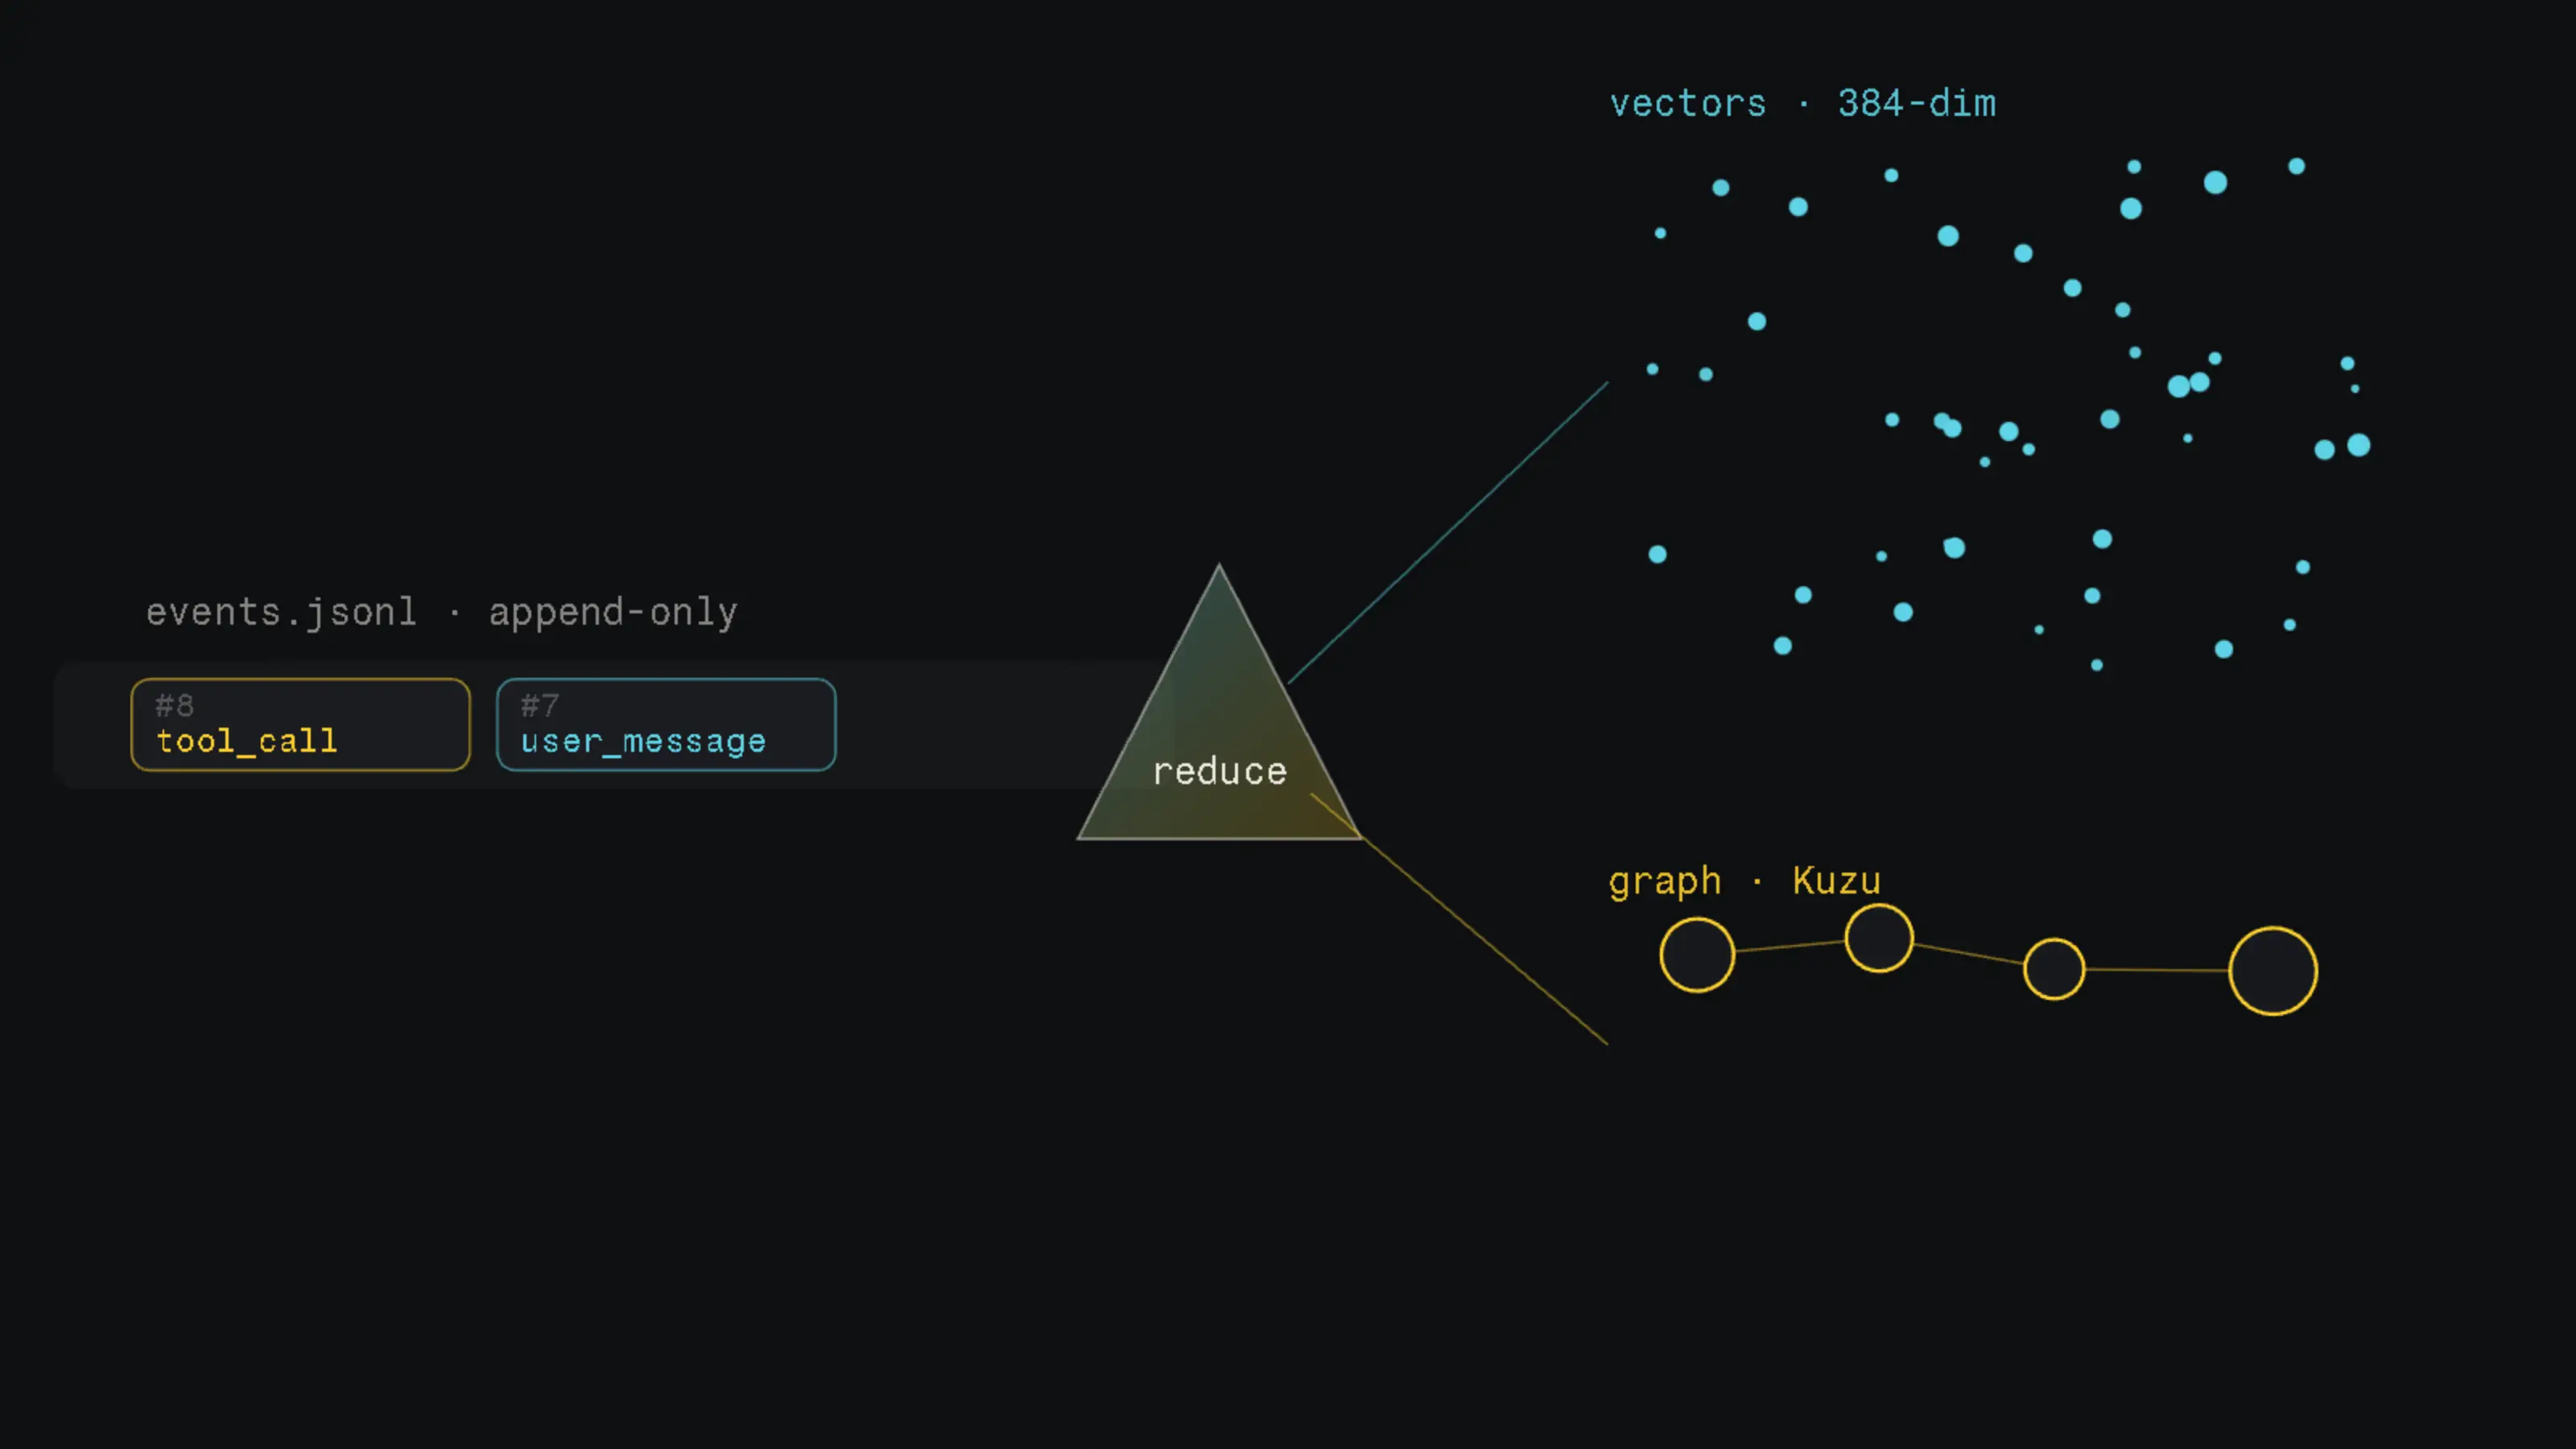 events.jsonl · append-only
#8
tool_call
#7
user_message
reduce
vectors · 384-dim
graph · Kuzu